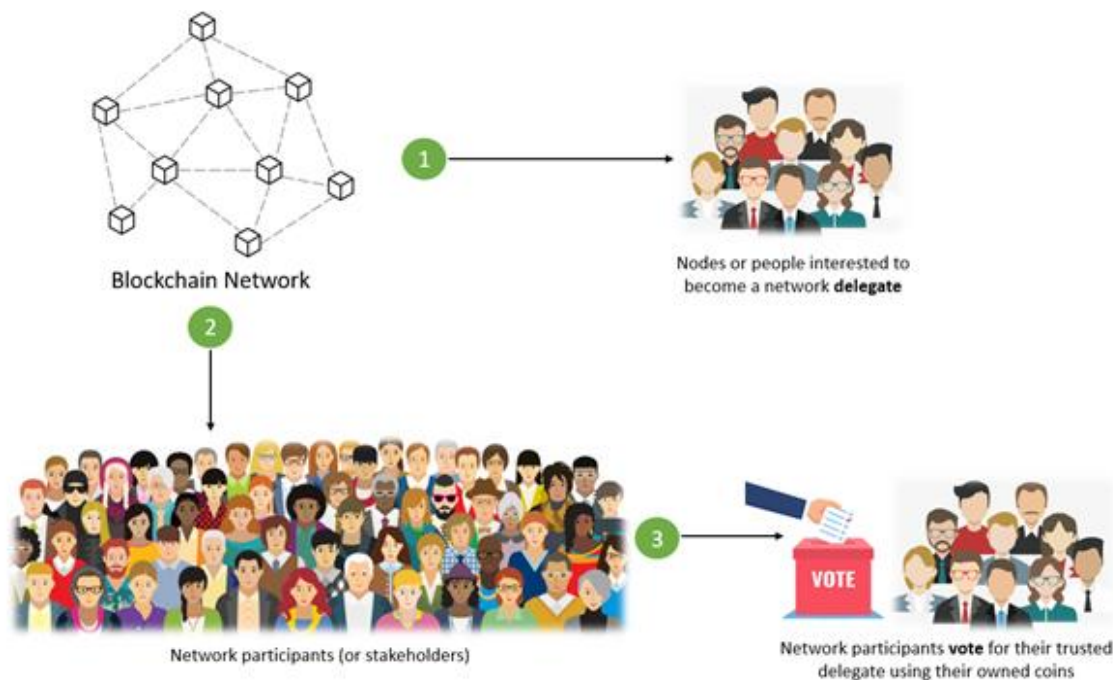 Blockchain Network
1
Nodes or people interested to
become a network delegate
2
Network participants (or stakeholders)
3
VOTE
Network participants vote for their trusted
delegate using their owned coins